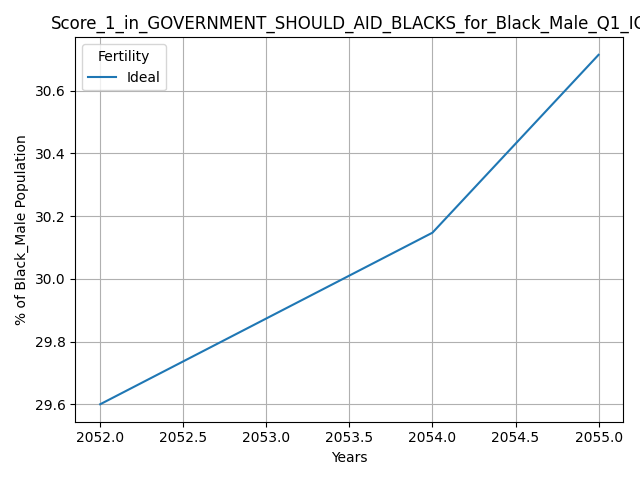 Score_1_in_GOVERNMENT_SHOULD_AID_BLACKS_for_Black_Male_Q1_IC
Fertility
Ideal
% of Black_Male Population
30.6
30.4
30.2
30.0
29.8
29.6
2052.0 2052.5 2053.0 2053.5 2054.0 2054.5 2055.0
Years